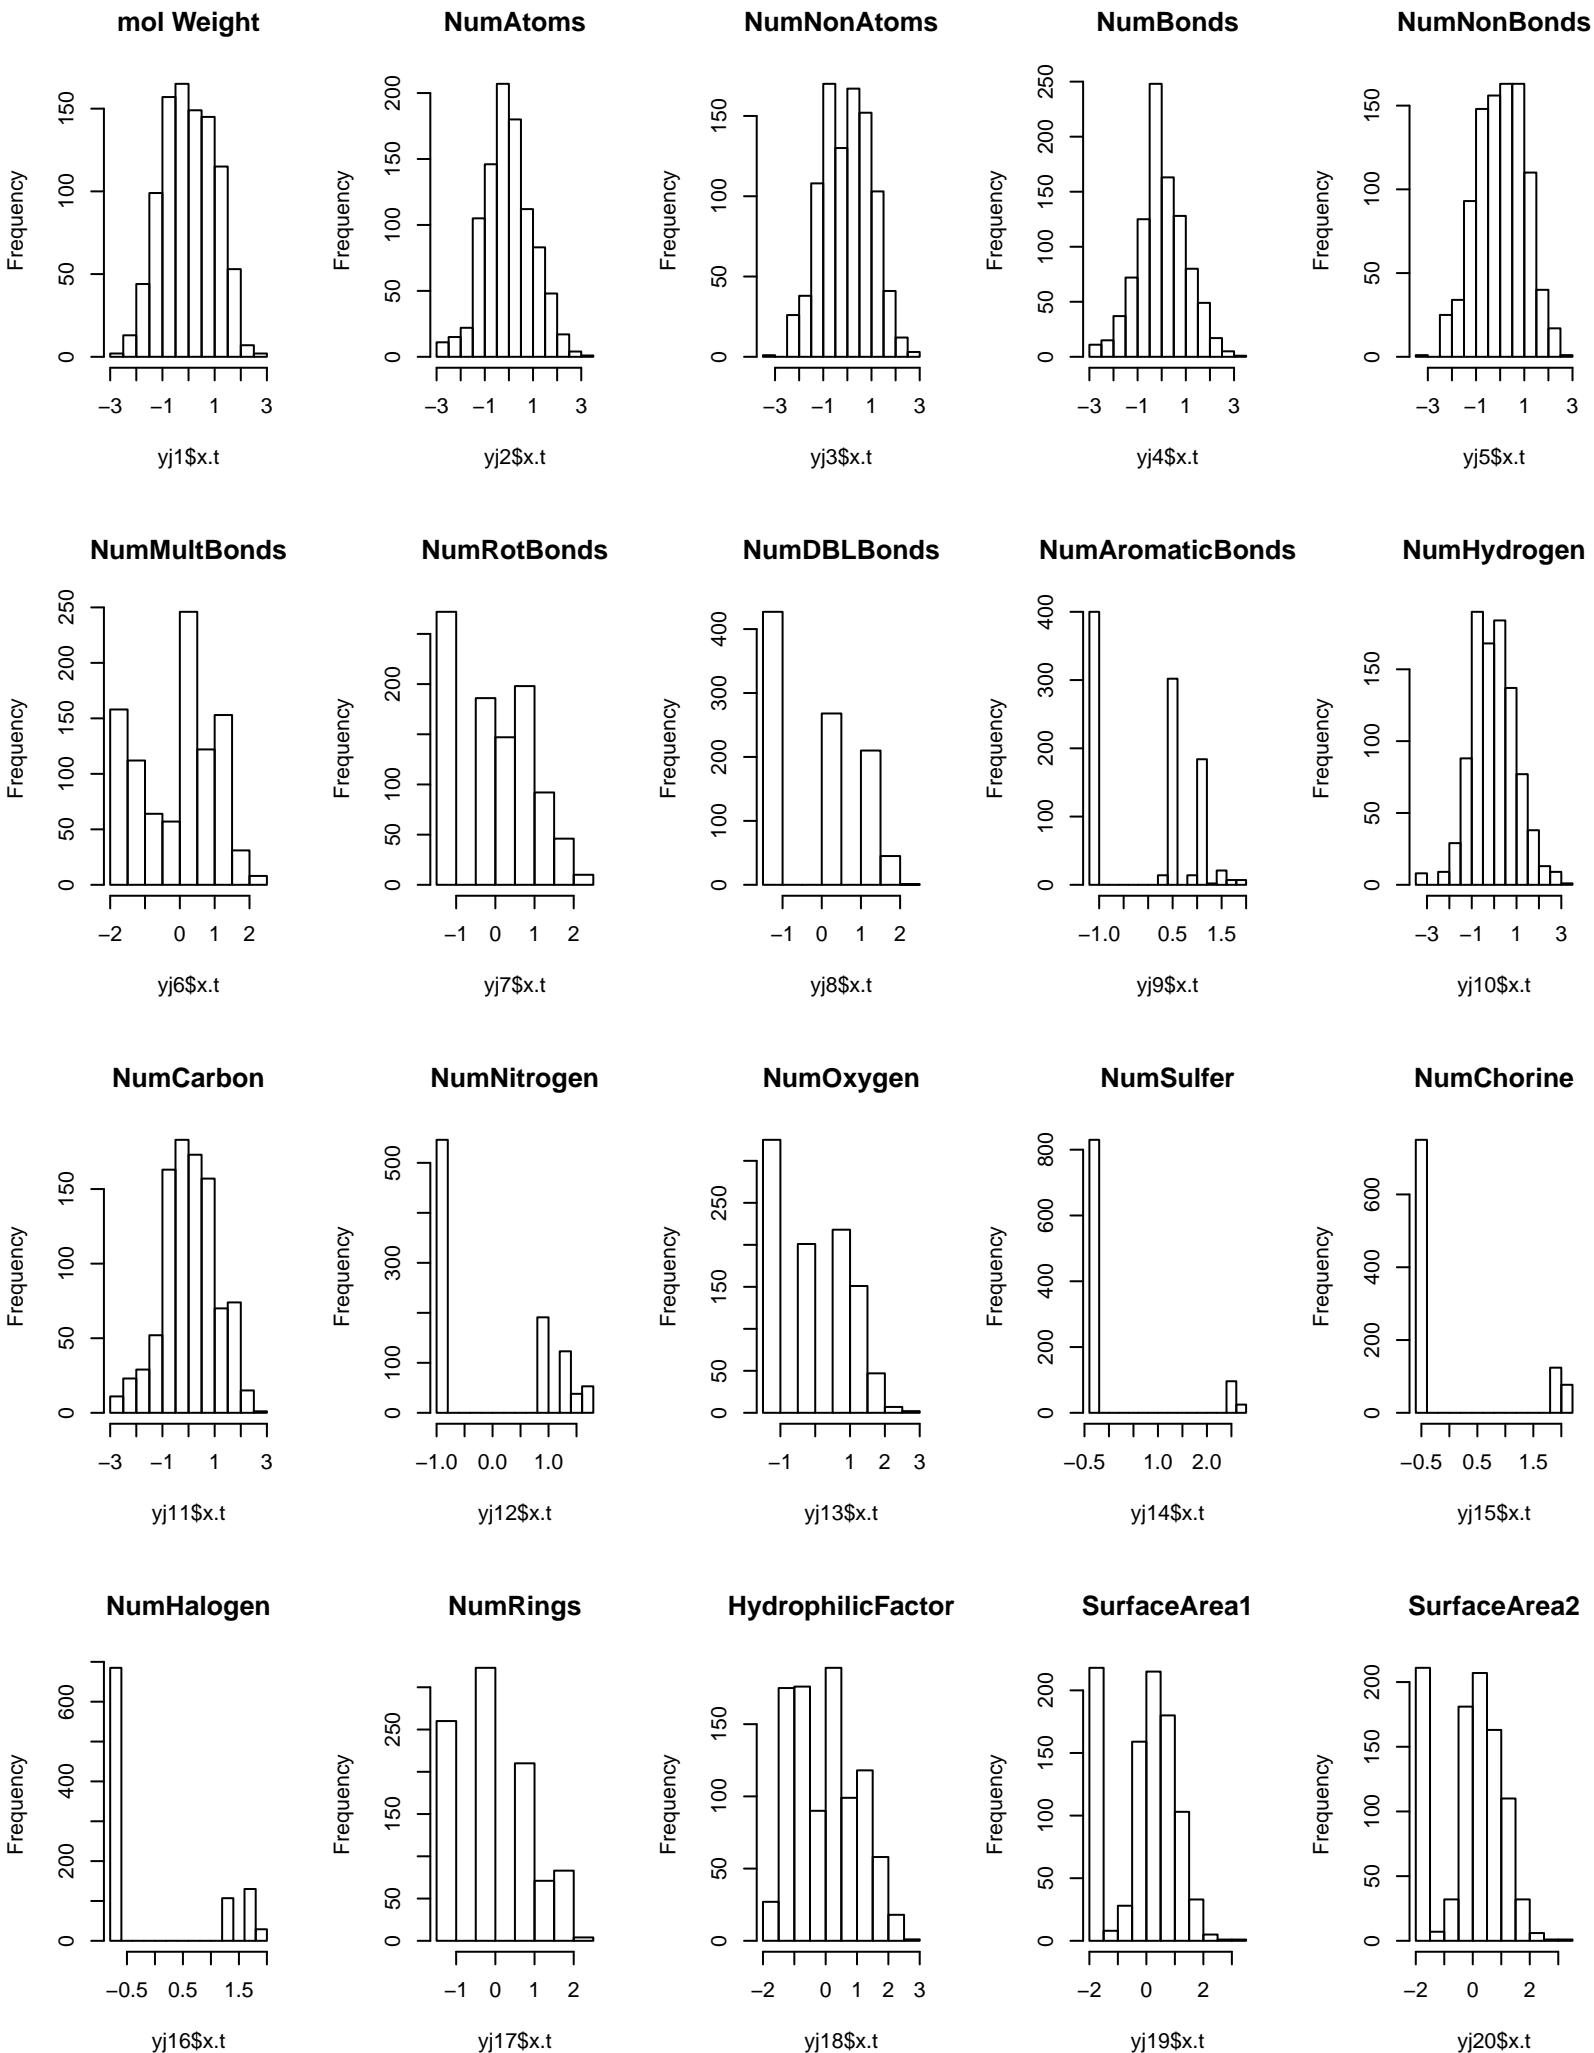 mol Weight
Frequency
0 50 100 150
−3 −1 1 3
yj1$x.t
NumAtoms
Frequency
0 50 100 150 200
−3 −1 1 3
yj2$x.t
NumNonAtoms
Frequency
0 50 100 150
−3 −1 1 3
yj3$x.t
NumBonds
Frequency
0 50 100 150 200 250
−3 −1 1 3
yj4$x.t
NumNonBonds
Frequency
0 50 100 150
−3 −1 1 3
yj5$x.t
NumMultBonds
Frequency
0 50 100 150 200 250
−2 0 1 2
yj6$x.t
NumRotBonds
Frequency
0 50 100 200
−1 0 1 2
yj7$x.t
NumDBLBonds
Frequency
0 100 200 300 400
−1 0 1 2
yj8$x.t
NumAromaticBonds
Frequency
0 100 200 300 400
−1.0 0.5 1.5
yj9$x.t
NumHydrogen
Frequency
0 50 100 150
−3 −1 1 3
yj10$x.t
NumCarbon
Frequency
0 50 100 150
−3 −1 1 3
yj11$x.t
NumNitrogen
Frequency
0 100 300 500
−1.0 0.0 1.0
yj12$x.t
NumOxygen
Frequency
0 50 150 250
−1 1 2 3
yj13$x.t
NumSulfer
Frequency
0 200 400 600 800
−0.5 1.0 2.0
yj14$x.t
NumChorine
Frequency
0 200 400 600
−0.5 0.5 1.5
yj15$x.t
NumHalogen
Frequency
0 200 400 600
−0.5 0.5 1.5
yj16$x.t
NumRings
Frequency
0 50 150 250
−1 0 1 2
yj17$x.t
HydrophilicFactor
Frequency
0 50 100 150
−2 0 1 2 3
yj18$x.t
SurfaceArea1
Frequency
0 50 100 150 200
−2 0 2
yj19$x.t
SurfaceArea2
Frequency
0 50 100 150 200
−2 0 2
yj20$x.t